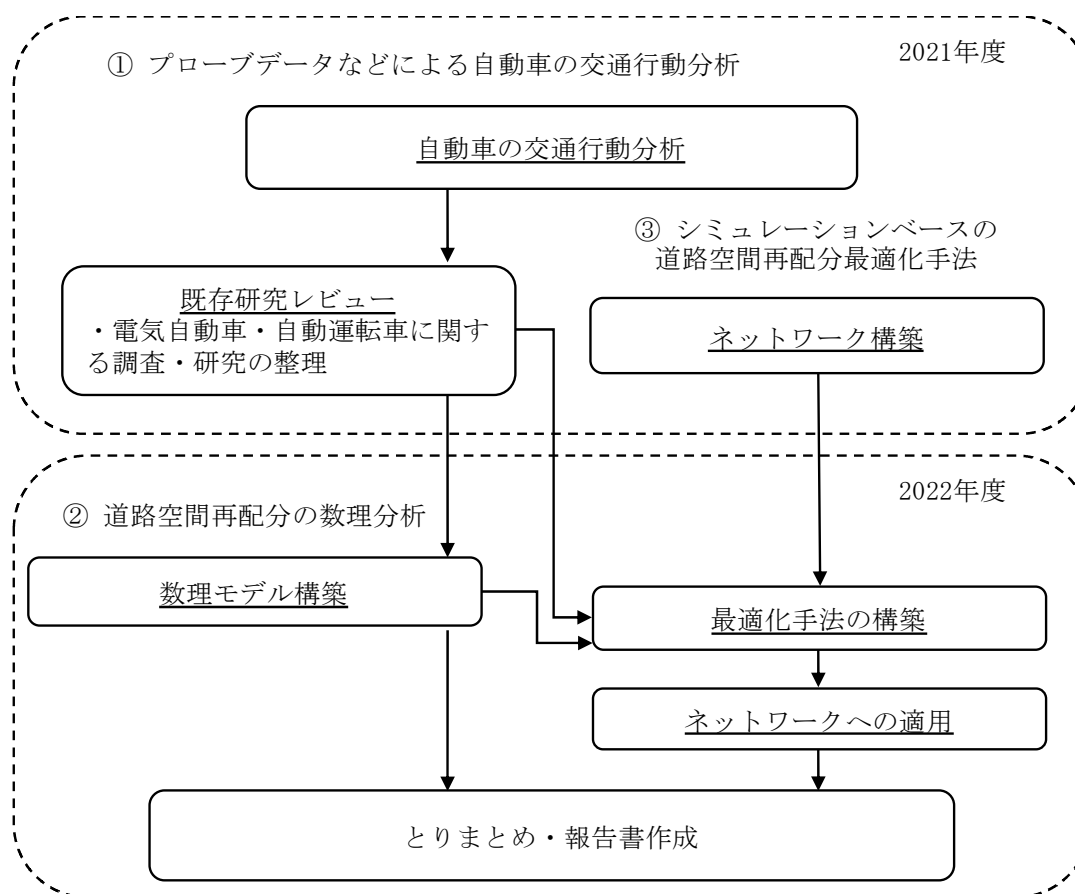 2021年度
① プローブデータなどによる自動車の交通行動分析
自動車の交通行動分析
③ シミュレーションベースの
道路空間再配分最適化手法
既存研究レビュー
・電気自動車・自動運転車に関す
る調査・研究の整理
ネットワーク構築
2022年度
② 道路空間再配分の数理分析
数理モデル構築
最適化手法の構築
ネットワークへの適用
とりまとめ・報告書作成